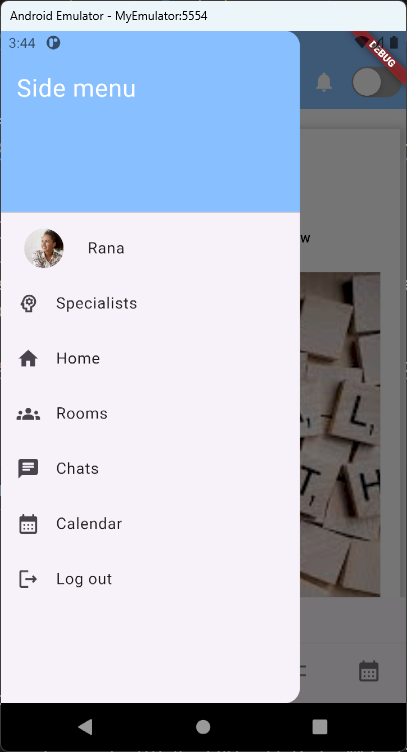 Android Emulator - MyEmulator:5554
3:44
DEBUG
Side menu
Rana
w
Specialists
Home
Rooms
L
T H
Chats
Calendar
Log out